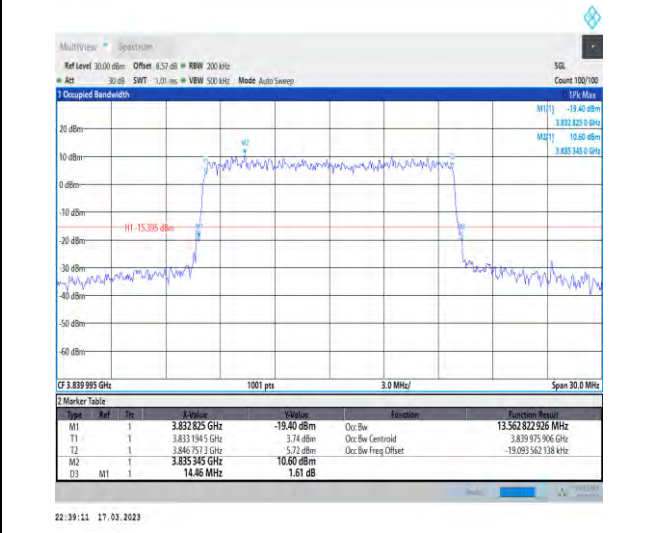 MultiView Spectrum
Ref Level 30.00 dBm Offset 8.57 dB RBW 200 kHz SGL
Att 30 dB SWT 1.01 ms VBW 500 kHz Mode Auto Sweep Count 100/100
1 Occupied Bandwidth 1Pk Max
M1[1] -19.40 dBm
3.832 825 0 GHz
M2[1] 10.60 dBm
3.835 345 0 GHz
20 dBm
M2
10 dBm
0 dBm
-10 dBm
H1 -15.395 dBm
-20 dBm
-30 dBm
-40 dBm
-50 dBm
-60 dBm
CF 3.839 995 GHz 1001 pts 3.0 MHz/ Span 30.0 MHz
2 Marker Table
Type Ref Trc X-Value Y-Value Function Function Result
M1 1 3.832 825 GHz -19.40 dBm Occ Bw 13.562 822 926 MHz
T1 1 3.833 194 5 GHz 3.74 dBm Occ Bw Centroid 3.839 975 906 GHz
T2 1 3.846 757 3 GHz 5.72 dBm Occ Bw Freq Offset -19.093 562 138 kHz
M2 1 3.835 345 GHz 10.60 dBm
D3 M1 1 14.46 MHz 1.61 dB
22:39:11 17.03.2023